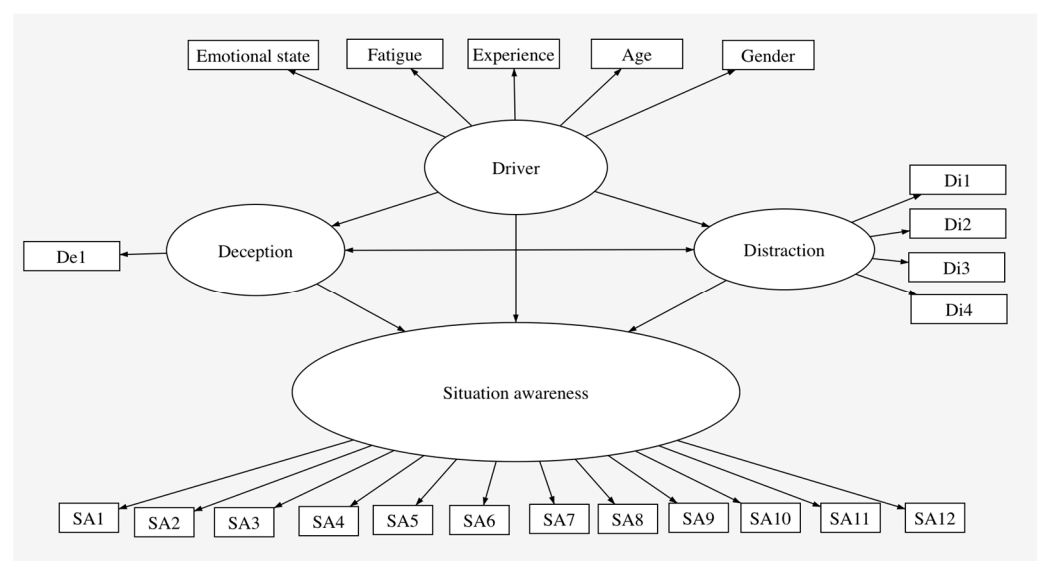 Emotional state
Fatigue
Experience
Age
Gender
Driver
Di1
Di2
Di3
Di4
Deception
Distraction
De1
Situation awareness
SA1
SA2
SA3
SA4
SA5
SA6
SA7
SA8
SA9
SA10
SA11
SA12